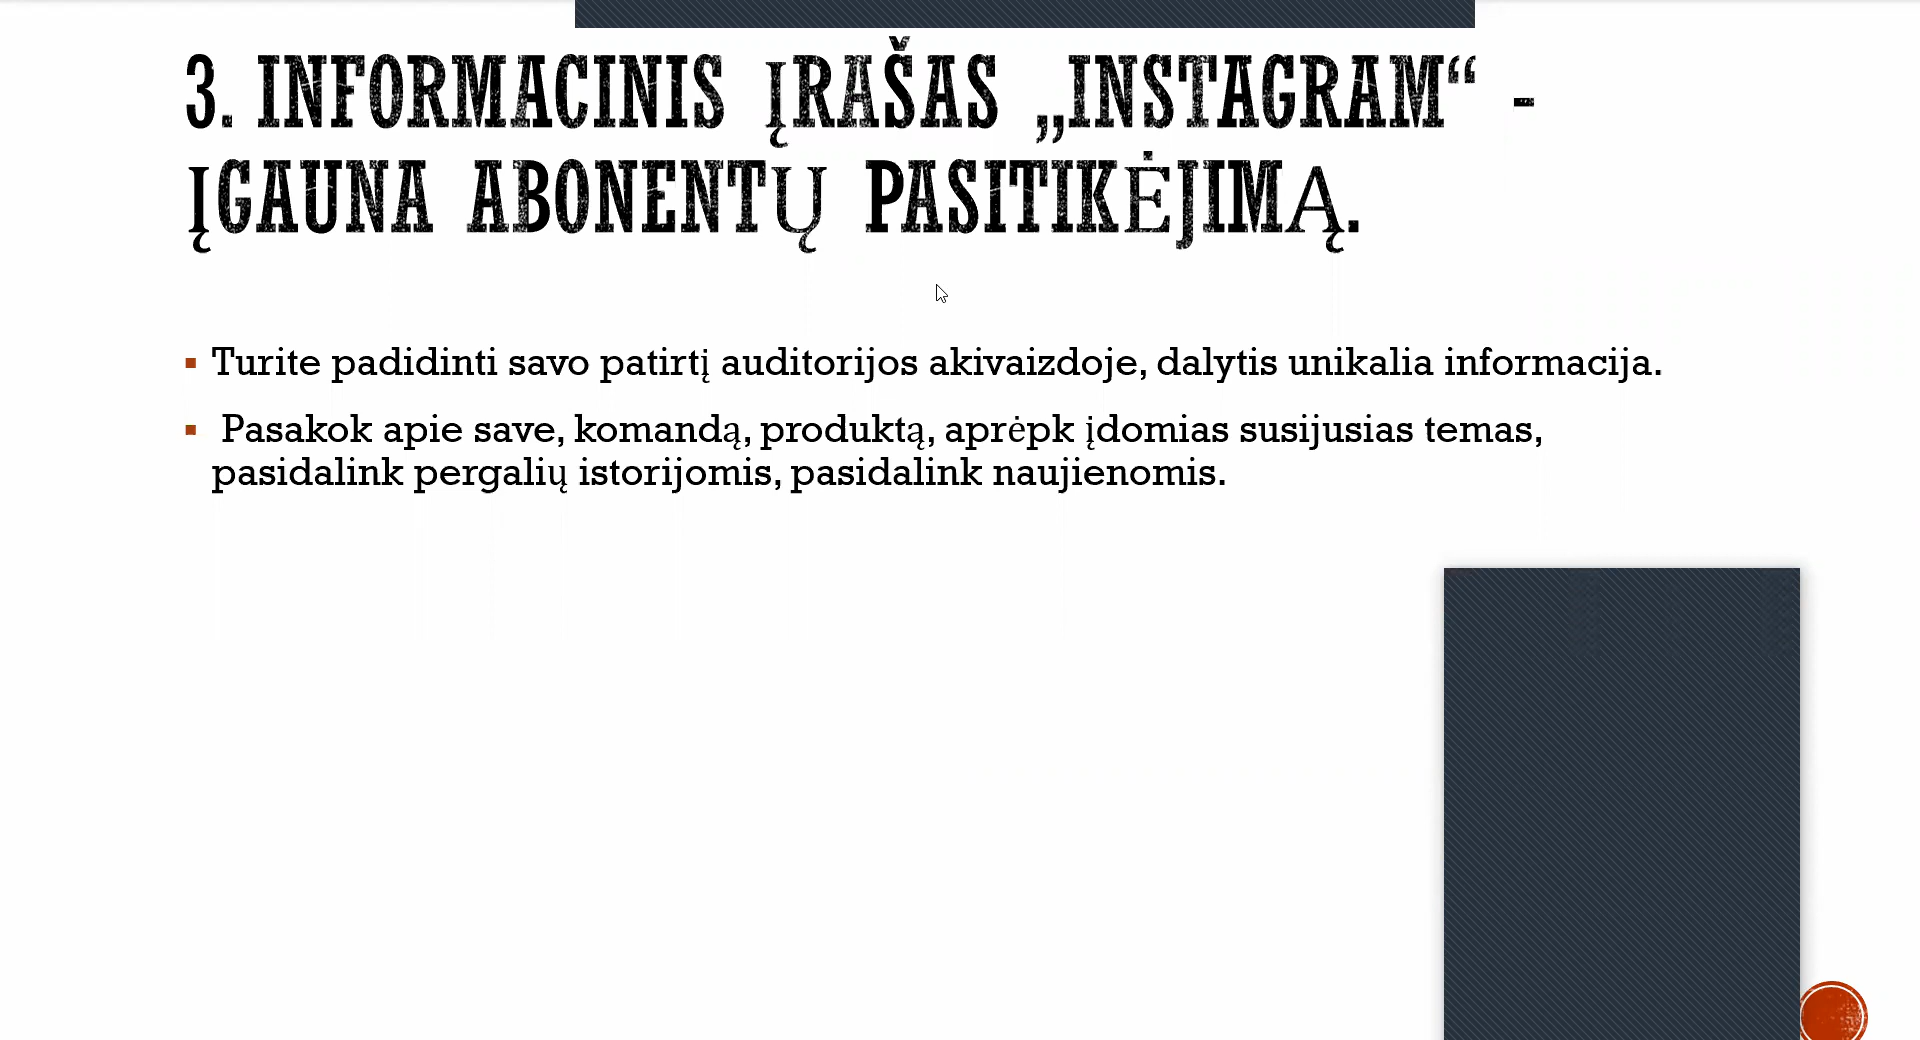 3. INFORMACINIS ĮRAŠAS „INSTAGRAM“ -
ĮGAUNA ABONENTŲ PASITIKĖJIMĄ.
Turite padidinti savo patirtį auditorijos akivaizdoje, dalytis unikalia informacija.
Pasakok apie save, komandą, produktą, aprėpk įdomias susijusias temas,
pasidalink pergalių istorijomis, pasidalink naujienomis.